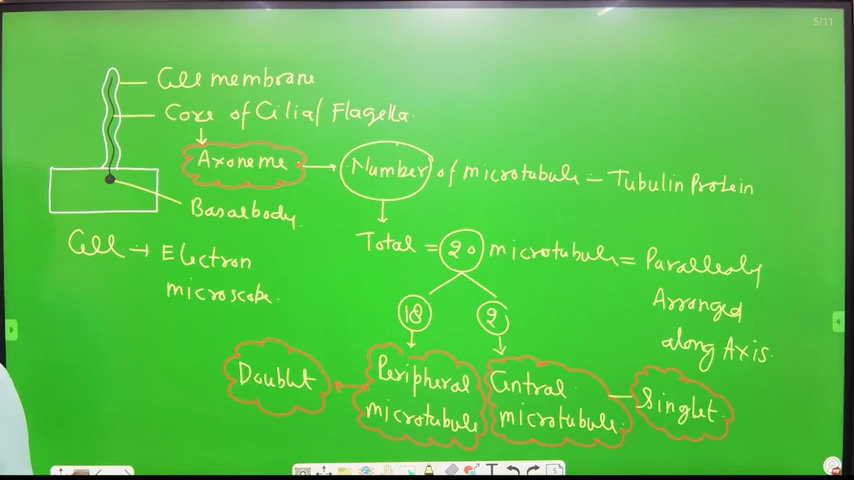 5/11
Cell membrane
Core of Cilia/ Flagella.
Axoneme → Number of microtubule – Tubulin Protein
Basalbody.
Cell → Electron
microscope.
Total = 20 microtubule = Parallealy
Arranged
along Axis.
18 2
Doublet ← Peripheral
microtubule
Central
microtubule.
Singlet.